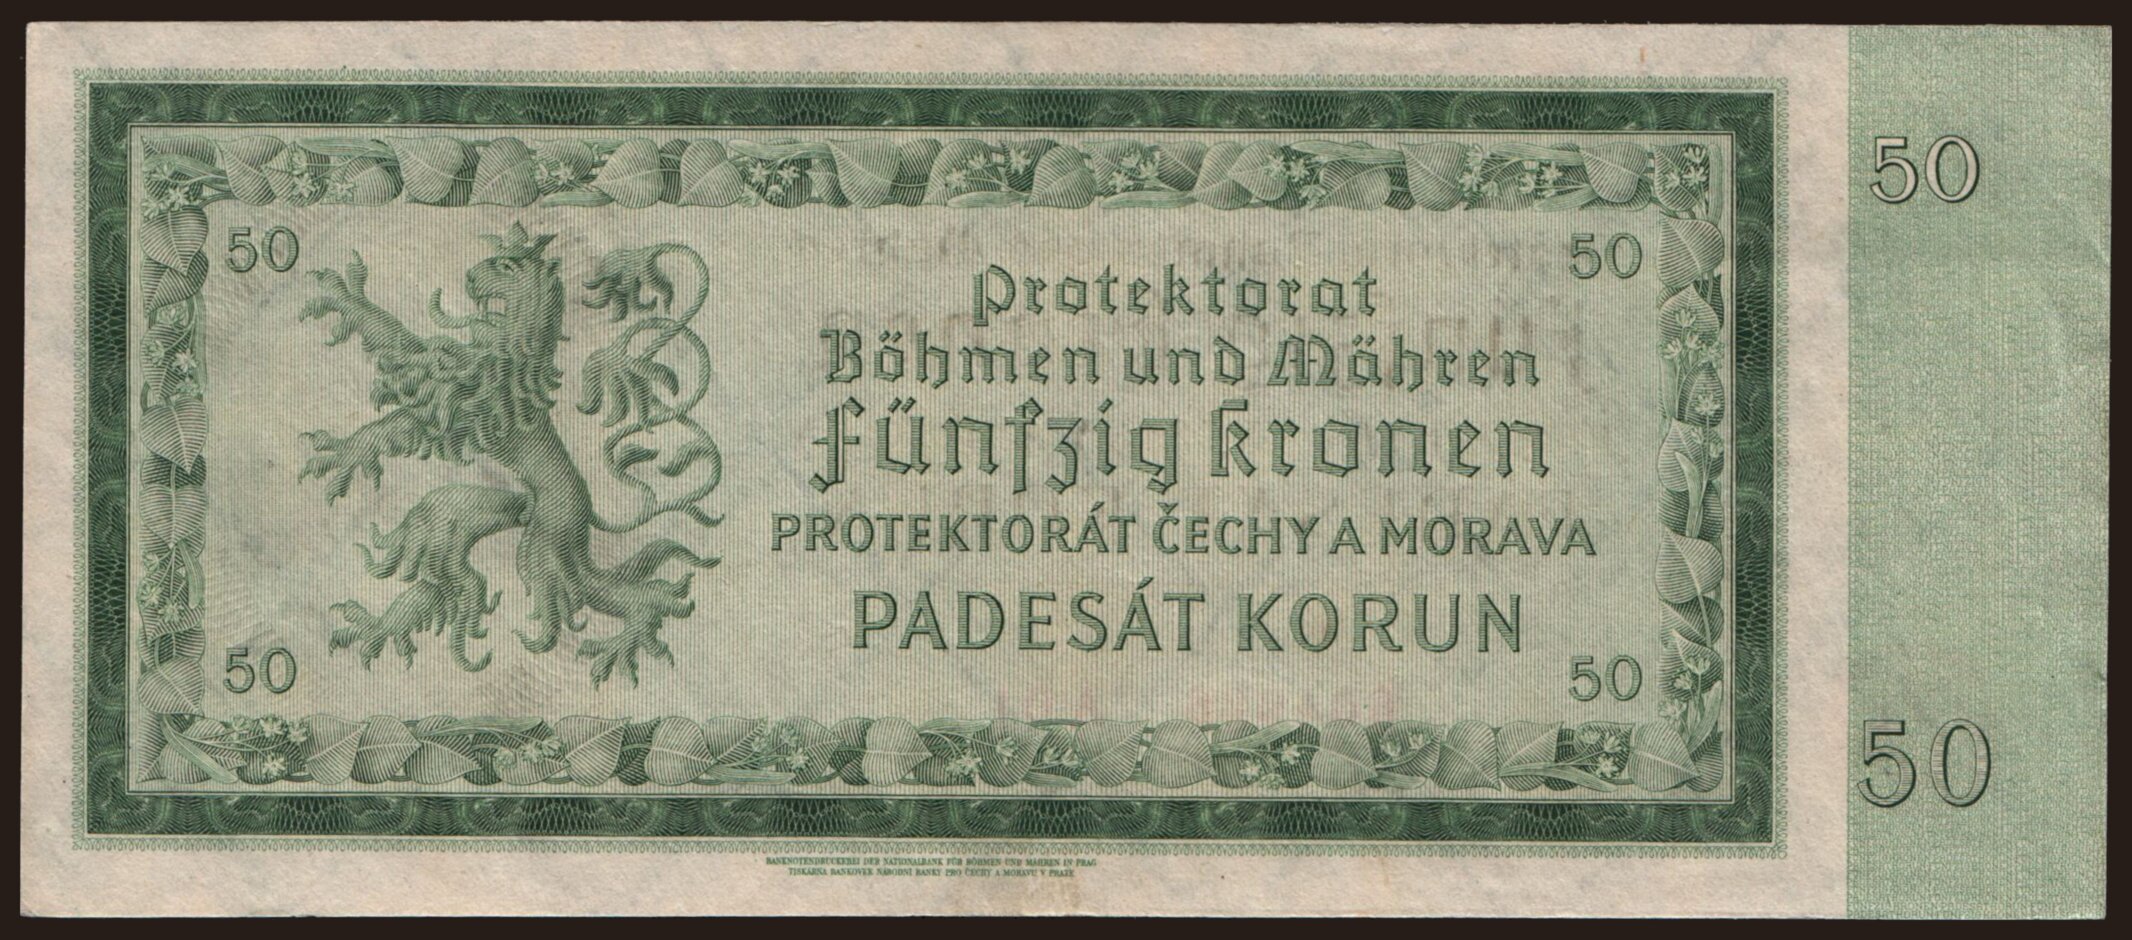 50
50
50
Protektorat
Böhmen und Mähren
Fünfzig Kronen
PROTEKTORÁT ČECHY A MORAVA
PADESÁT KORUN
50
50
50
BANKNOTENDRUCKEREI DER NATIONALBANK FÜR BÖHMEN UND MÄHREN IN PRAG
TISKÁRNA BANKOVEK NÁRODNÍ BANKY PRO ČECHY A MORAVU V PRAZE